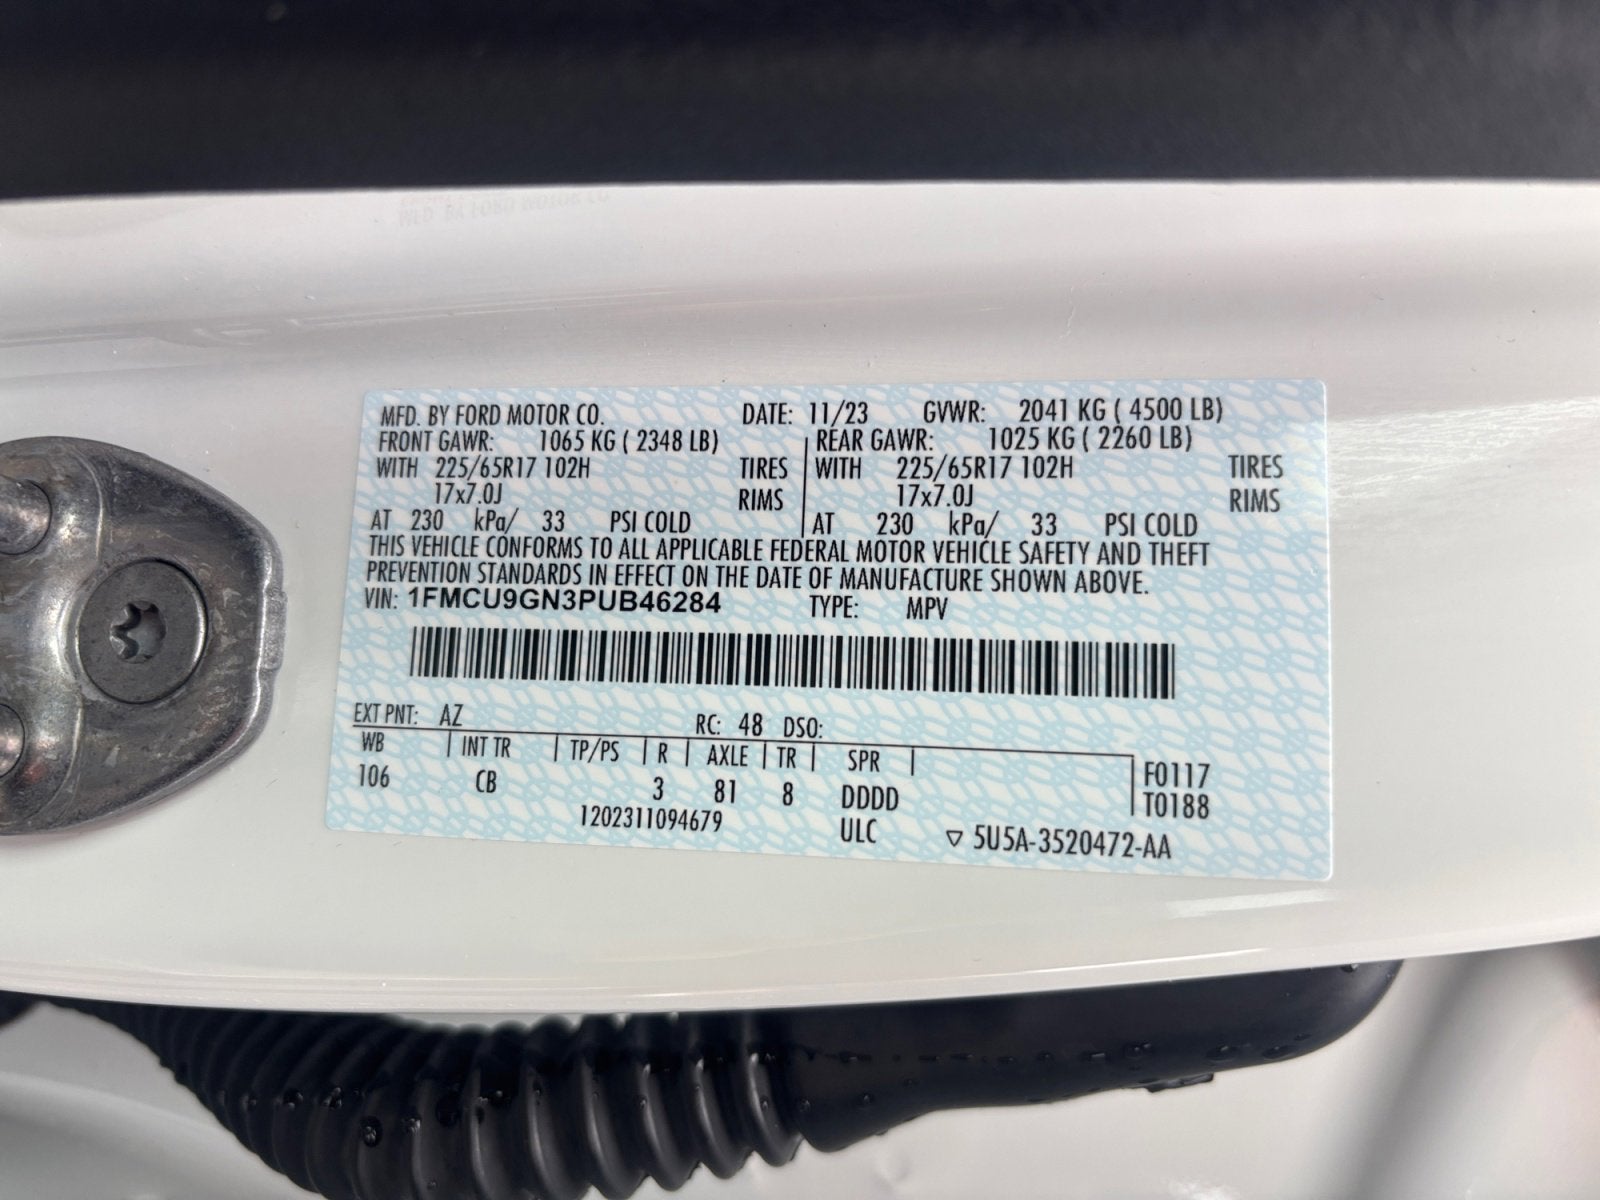 MFD. BY FORD MOTOR CO. DATE: 11/23 GVWR: 2041 KG ( 4500 LB)
FRONT GAWR: 1065 KG ( 2348 LB) REAR GAWR: 1025 KG ( 2260 LB)
WITH 225/65R17 102H TIRES WITH 225/65R17 102H TIRES
17x7.0J RIMS 17x7.0J RIMS
AT 230 kPa/ 33 PSI COLD AT 230 kPa/ 33 PSI COLD
THIS VEHICLE CONFORMS TO ALL APPLICABLE FEDERAL MOTOR VEHICLE SAFETY AND THEFT
PREVENTION STANDARDS IN EFFECT ON THE DATE OF MANUFACTURE SHOWN ABOVE.
VIN: 1FMCU9GN3PUB46284 TYPE: MPV
EXT PNT: AZ RC: 48 DSO:
WB INT TR TP/PS R AXLE TR SPR
106 CB 3 81 8 DDDD F0117
1202311094679 ULC T0188
▽ 5U5A-3520472-AA